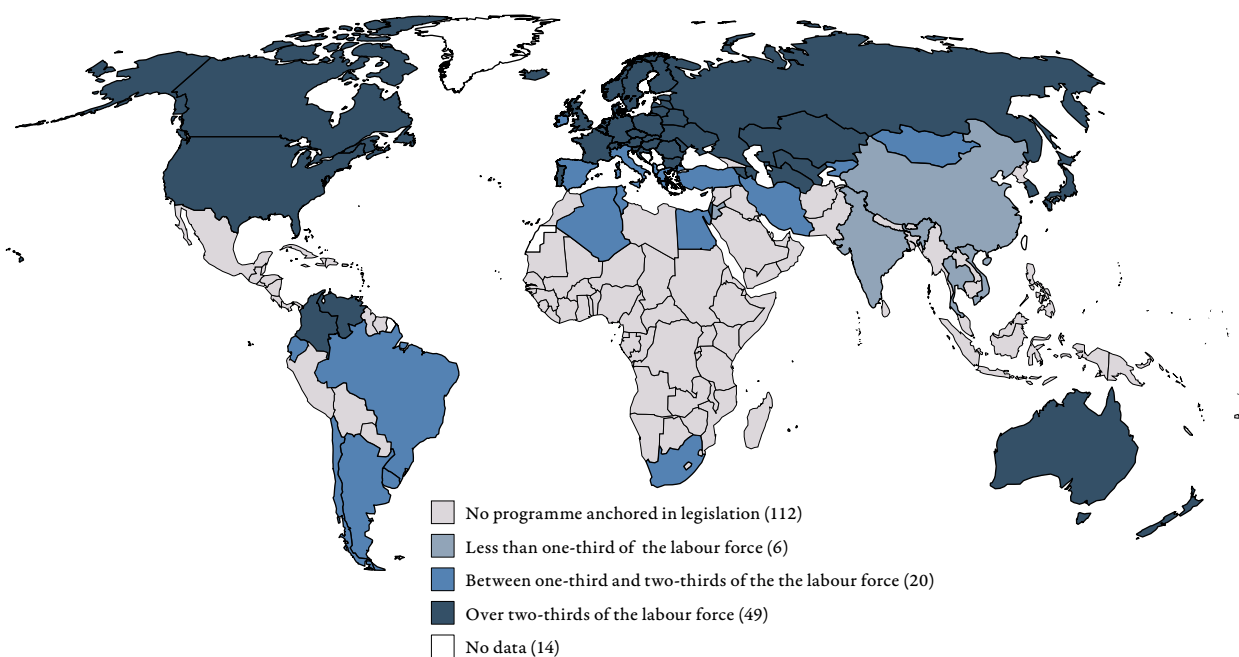 No programme anchored in legislation (112)
Less than one-third of the labour force (6)
Between one-third and two-thirds of the the labour force (20)
Over two-thirds of the labour force (49)
No data (14)